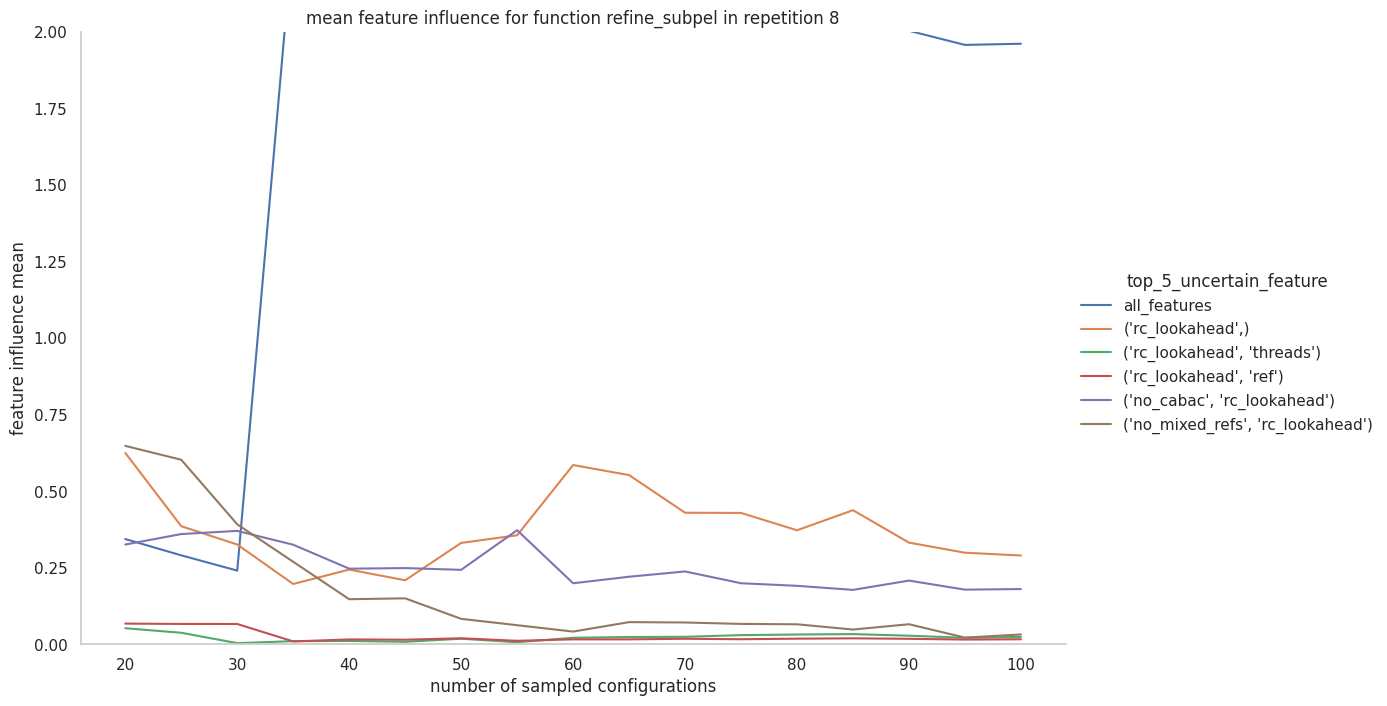 mean feature influence for function refine_subpel in repetition 8
2.00
1.75
1.50
1.25
1.00
0.75
0.50
0.25
0.00
feature influence mean
20 30 40 50 60 70 80 90 100
number of sampled configurations
top_5_uncertain_feature
all_features
('rc_lookahead',)
('rc_lookahead', 'threads')
('rc_lookahead', 'ref')
('no_cabac', 'rc_lookahead')
('no_mixed_refs', 'rc_lookahead')